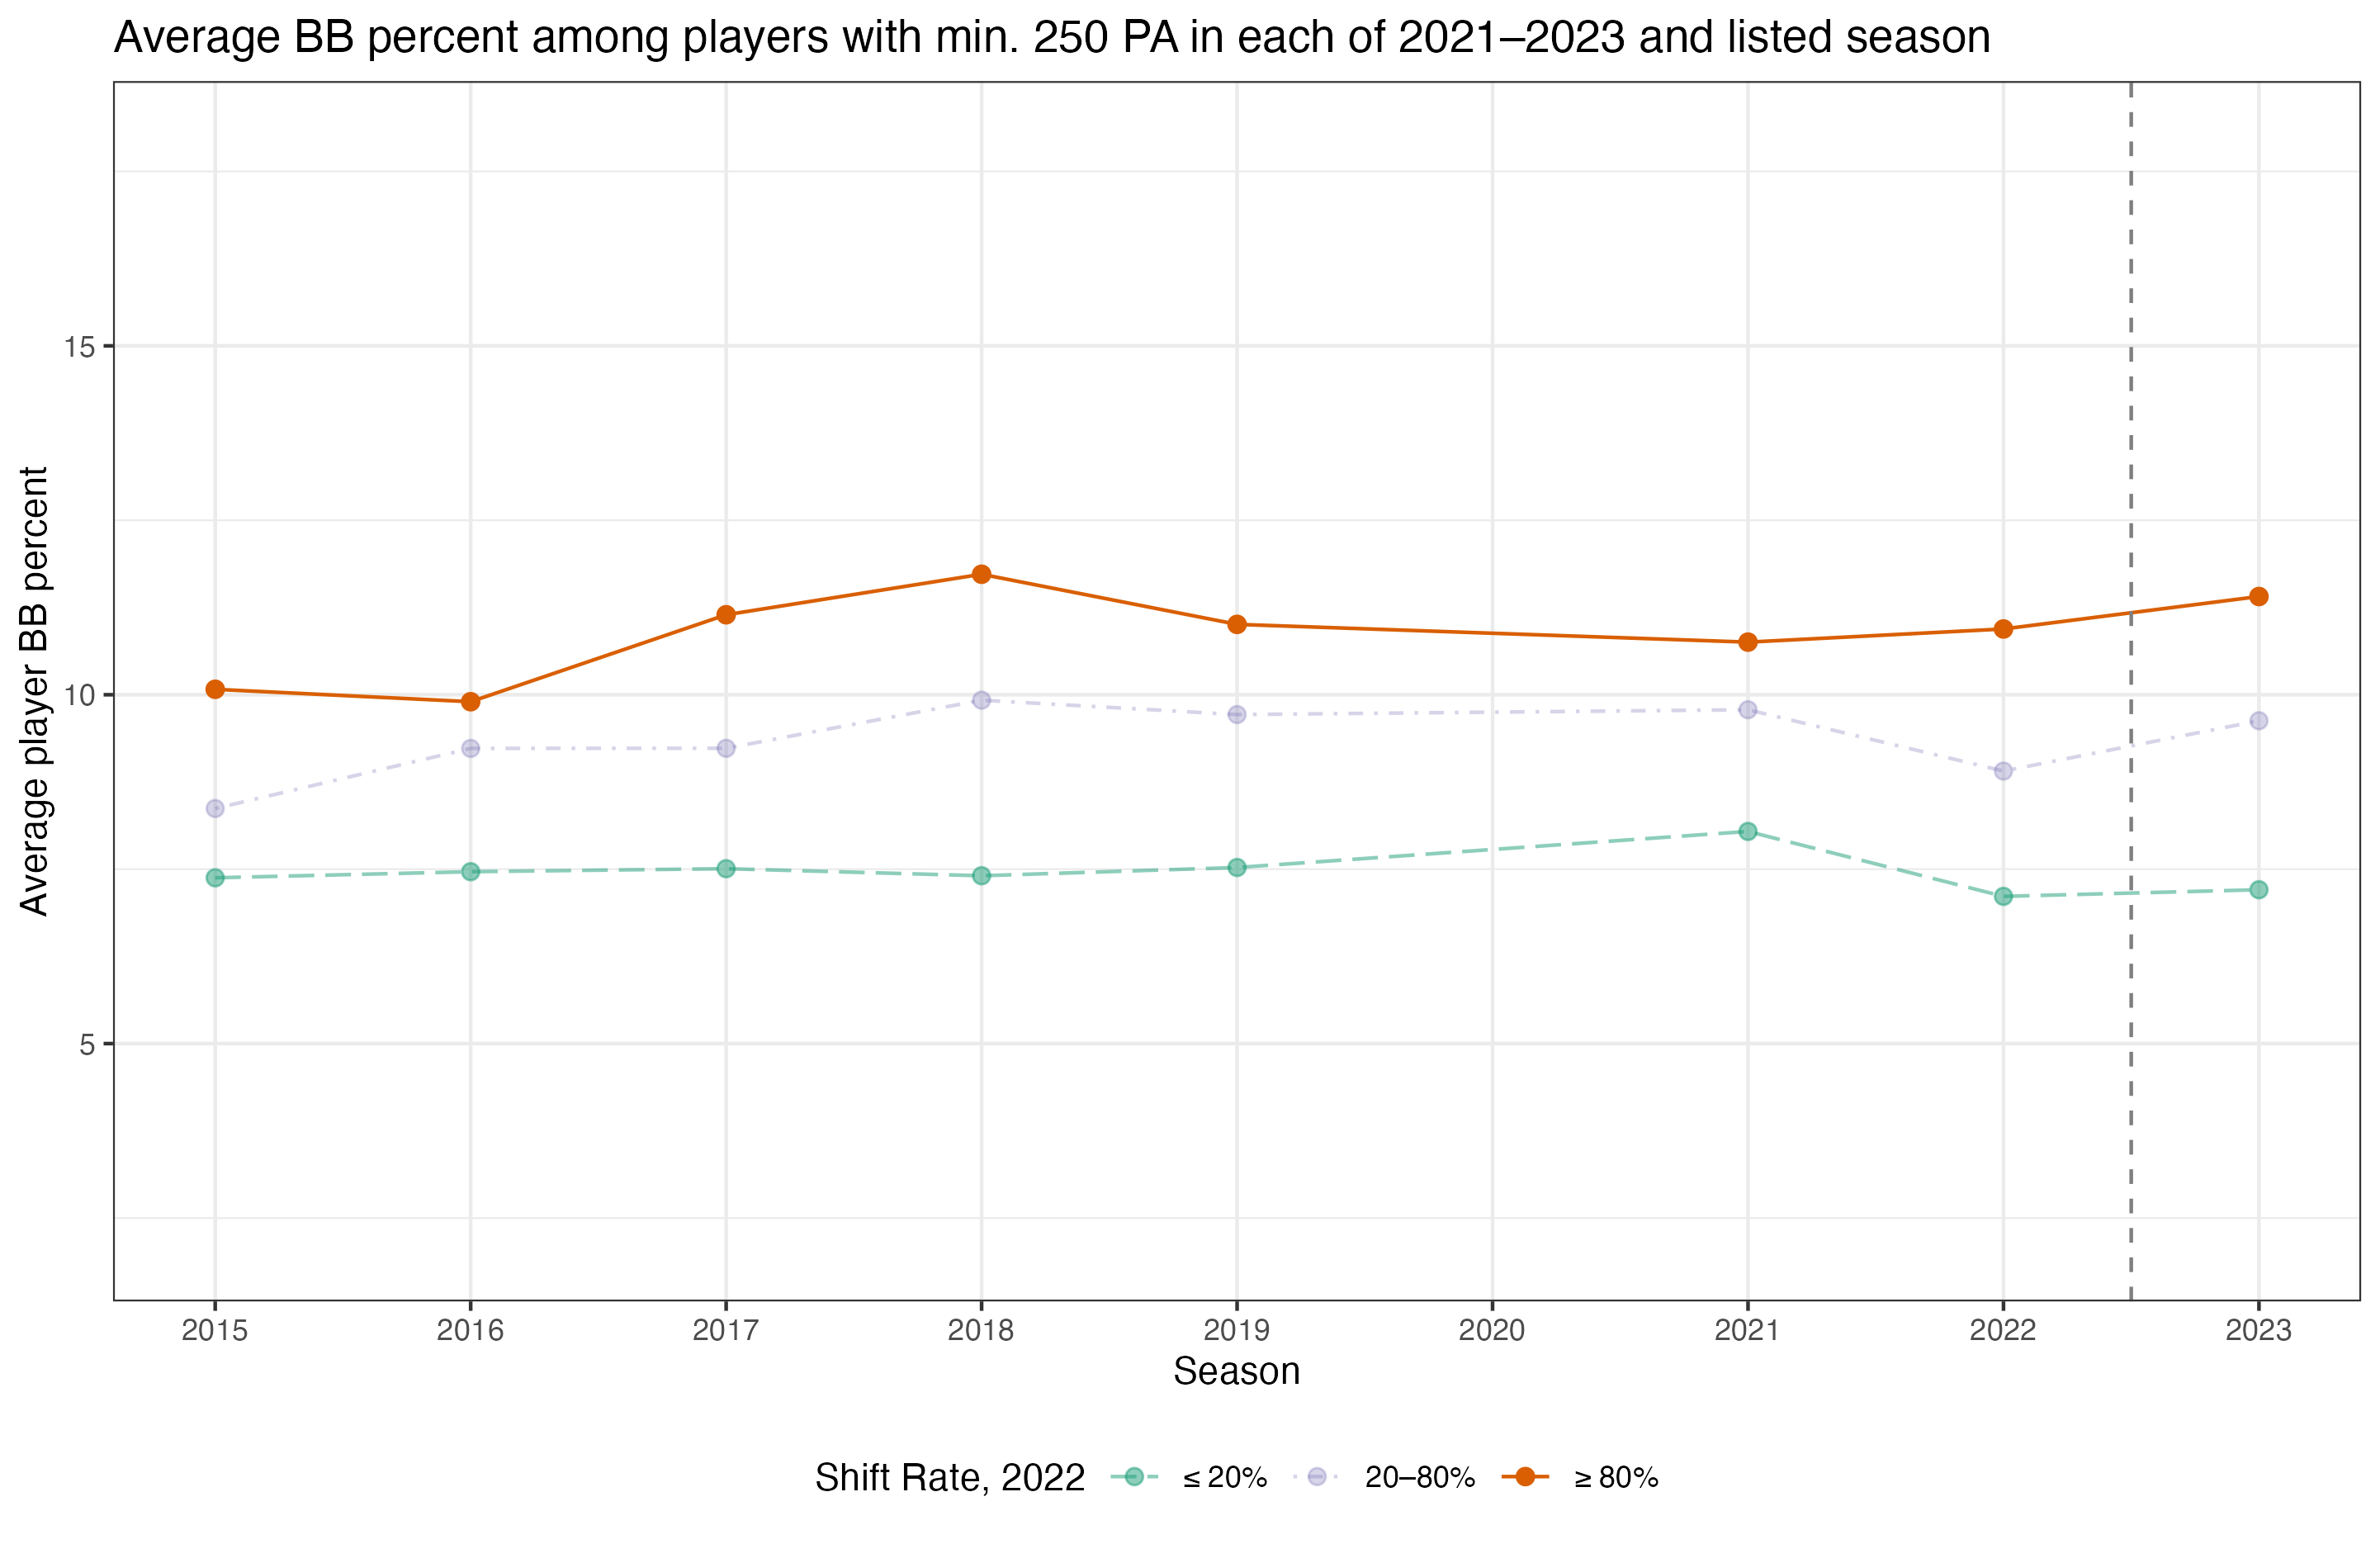 Average BB percent among players with min. 250 PA in each of 2021–2023 and listed season
Average player BB percent
15
10
5
2015 2016 2017 2018 2019 2020 2021 2022 2023
Season
Shift Rate, 2022 ≤ 20% 20–80% ≥ 80%